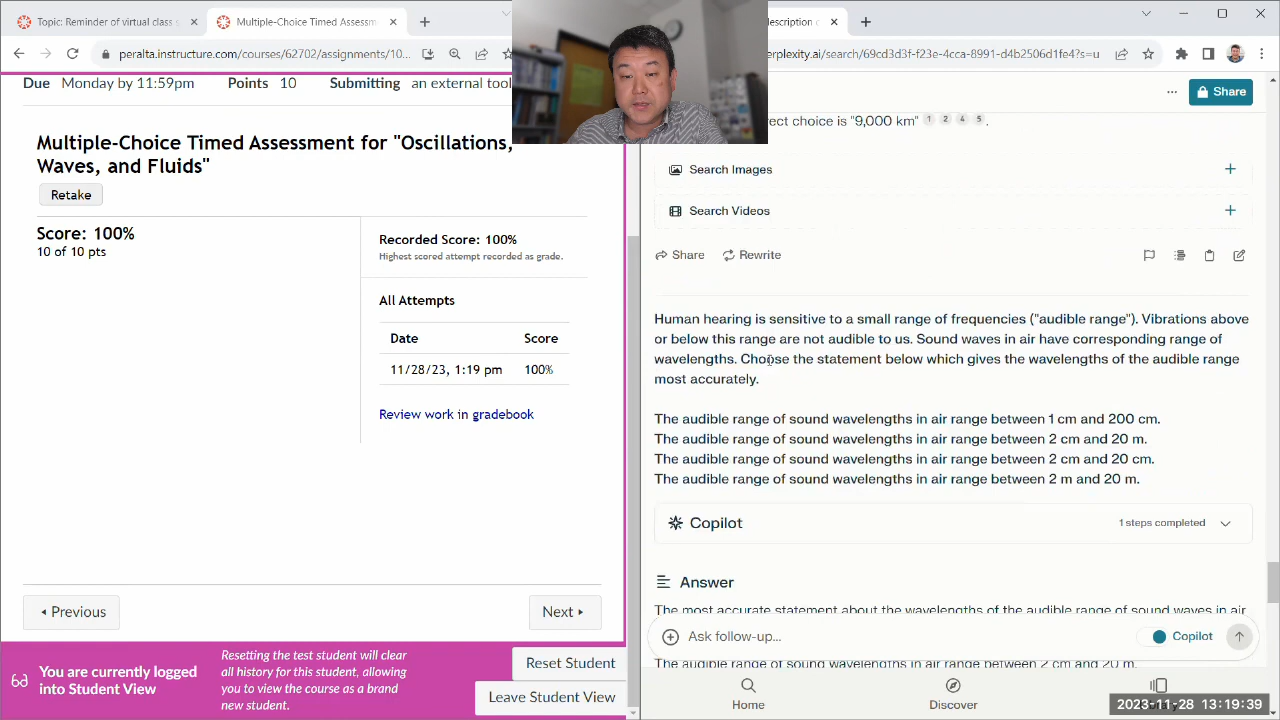 Topic: Reminder of virtual class s
Multiple-Choice Timed Assessm
escription c
peralta.instructure.com/courses/62702/assignments/10...
erplexity.ai/search/69cd3d3f-f23e-4cca-8991-d4b2506d1fed?s=u
Due Monday by 11:59pm Points 10 Submitting an external tool
Multiple-Choice Timed Assessment for "Oscillations,
Waves, and Fluids"
Retake
Score: 100%
10 of 10 pts
Recorded Score: 100%
Highest scored attempt recorded as grade.
All Attempts
Date Score
11/28/23, 1:19 pm 100%
Review work in gradebook
Previous
Next
You are currently logged
into Student View
Resetting the test student will clear
all history for this student, allowing
you to view the course as a brand
new student.
Reset Student
Leave Student View
Share
rect choice is "9,000 km" 1 2 4 5 .
Search Images
Search Videos
Share Rewrite
Human hearing is sensitive to a small range of frequencies ("audible range"). Vibrations above
or below this range are not audible to us. Sound waves in air have corresponding range of
wavelengths. Choose the statement below which gives the wavelengths of the audible range
most accurately.
The audible range of sound wavelengths in air range between 1 cm and 200 cm.
The audible range of sound wavelengths in air range between 2 cm and 20 m.
The audible range of sound wavelengths in air range between 2 cm and 20 cm.
The audible range of sound wavelengths in air range between 2 m and 20 m.
Copilot
1 steps completed
Answer
The most accurate statement about the wavelengths of the audible range of sound waves in air
Ask follow-up...
Copilot
The audible range of sound wavelengths in air range between 2 cm and 20 m.
Home
Discover
2023-11-28 13:19:39